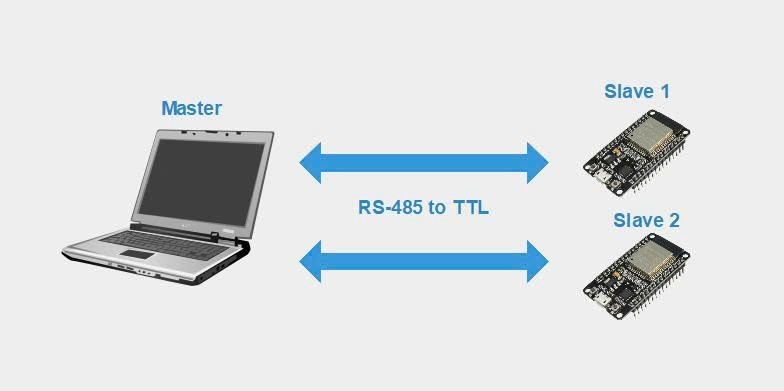 Master
Slave 1
RS-485 to TTL
Slave 2